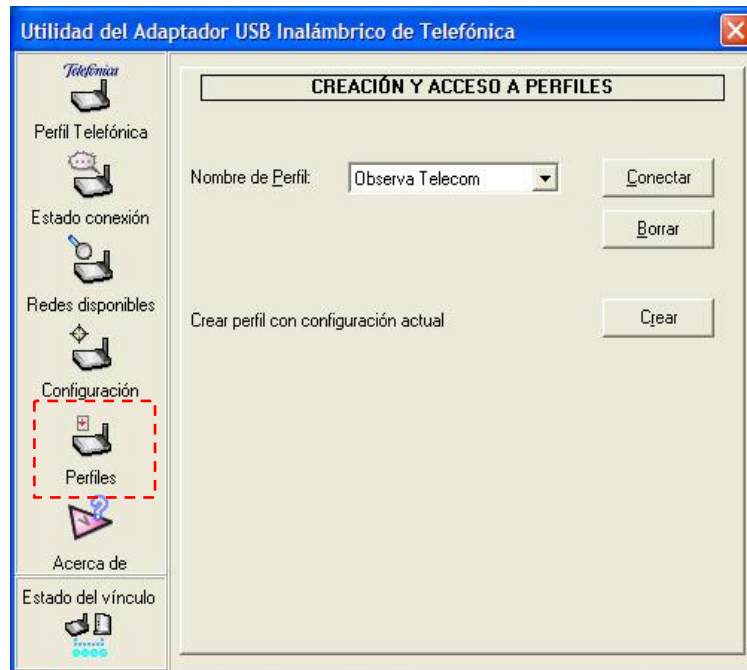 Utilidad del Adaptador USB Inalámbrico de Telefónica
Telefónica
Perfil Telefónica
Estado conexión
Redes disponibles
Configuración
Perfiles
Acerca de
Estado del vínculo
CREACIÓN Y ACCESO A PERFILES
Nombre de Perfil:
Observa Telecom
Conectar
Borrar
Crear perfil con configuración actual
Crear